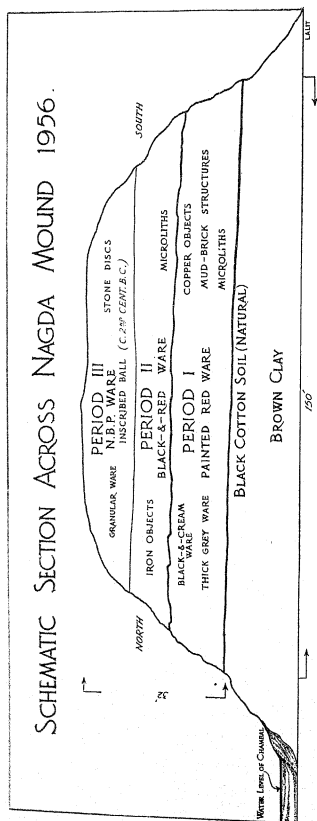 SCHEMATIC SECTION ACROSS NAGDA MOUND 1956.
NORTH
SOUTH
PERIOD III
N.B.P. WARE
GRANULAR WARE
STONE DISCS
INSCRIBED BALL (C. 2ND CENT. B.C.)
PERIOD II
IRON OBJECTS
BLACK-&-RED WARE
MICROLITHS
BLACK-&-CREAM
WARE
PERIOD I
COPPER OBJECTS
THICK GREY WARE
PAINTED RED WARE
MUD-BRICK STRUCTURES
MICROLITHS
32'
BLACK COTTON SOIL (NATURAL)
BROWN CLAY
WATER LEVEL OF CHAMBAL
150'
LALIT